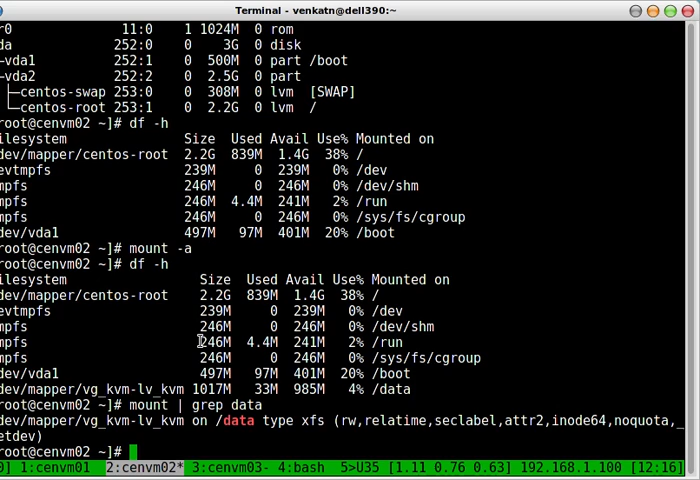 Terminal - venkatn@dell390:~
r0 11:0 1 1024M 0 rom
da 252:0 0 3G 0 disk
-vda1 252:1 0 500M 0 part /boot
-vda2 252:2 0 2.5G 0 part
├─centos-swap 253:0 0 308M 0 lvm [SWAP]
└─centos-root 253:1 0 2.2G 0 lvm /
root@cenvm02 ~]# df -h
ilesystem Size Used Avail Use% Mounted on
dev/mapper/centos-root 2.2G 839M 1.4G 38% /
evtmpfs 239M 0 239M 0% /dev
mpfs 246M 0 246M 0% /dev/shm
mpfs 246M 4.4M 241M 2% /run
mpfs 246M 0 246M 0% /sys/fs/cgroup
dev/vda1 497M 97M 401M 20% /boot
root@cenvm02 ~]# mount -a
root@cenvm02 ~]# df -h
ilesystem Size Used Avail Use% Mounted on
dev/mapper/centos-root 2.2G 839M 1.4G 38% /
evtmpfs 239M 0 239M 0% /dev
mpfs 246M 0 246M 0% /dev/shm
mpfs 246M 4.4M 241M 2% /run
mpfs 246M 0 246M 0% /sys/fs/cgroup
dev/vda1 497M 97M 401M 20% /boot
dev/mapper/vg_kvm-lv_kvm 1017M 33M 985M 4% /data
root@cenvm02 ~]# mount | grep data
dev/mapper/vg_kvm-lv_kvm on /data type xfs (rw,relatime,seclabel,attr2,inode64,noquota,_
etdev)
root@cenvm02 ~]#
0] 1:cenvm01 2:cenvm02* 3:cenvm03- 4:bash 5>U35 [1.11 0.76 0.63] 192.168.1.100 [12:16]